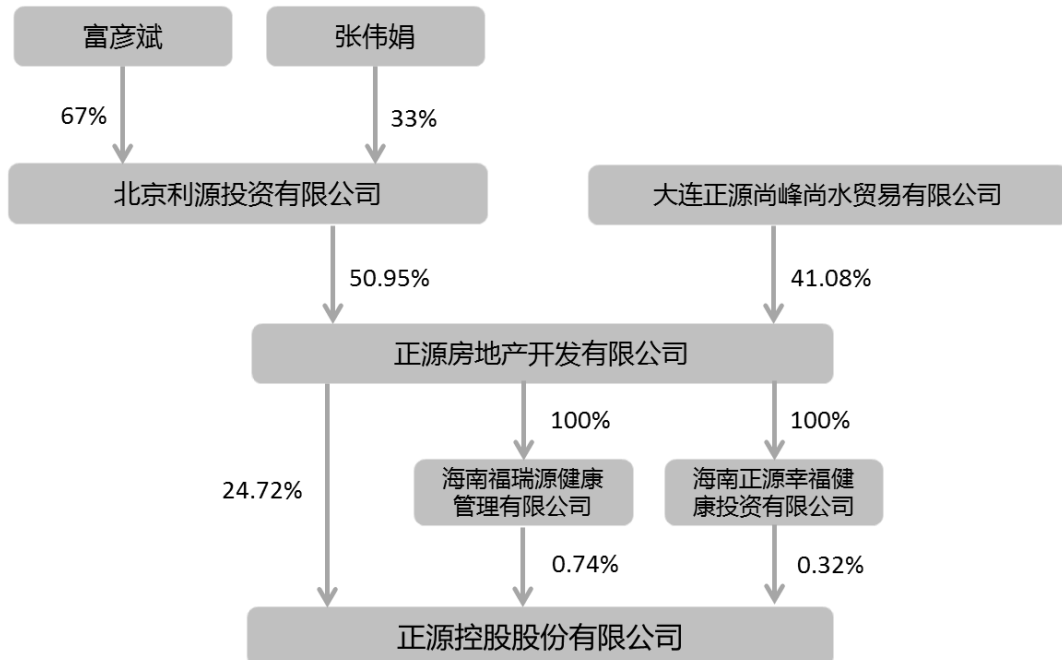 富彦斌
张伟娟
67%
33%
北京利源投资有限公司
大连正源尚峰尚水贸易有限公司
50.95%
41.08%
正源房地产开发有限公司
100%
100%
海南福瑞源健康
管理有限公司
海南正源幸福健
康投资有限公司
24.72%
0.74%
0.32%
正源控股股份有限公司